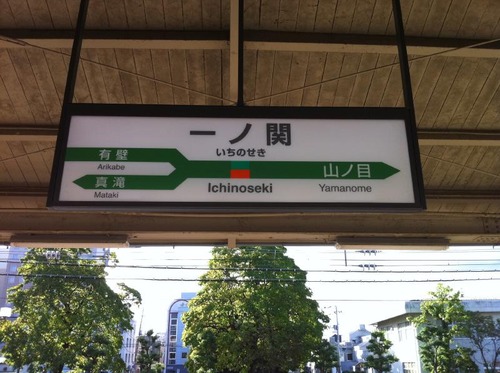 一ノ関
いちのせき
Ichinoseki
有壁
Arikabe
真滝
Mataki
山ノ目
Yamanome